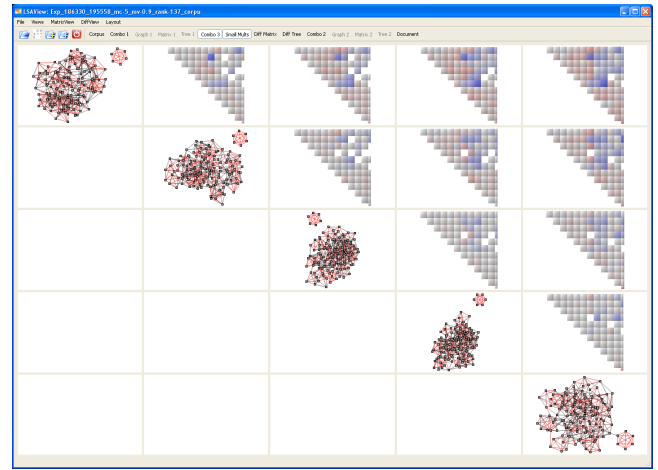 LSAView: Exp_186330_195558_mc-5_mv-0.9_rank-137_corpu
File Views MatrixView DiffView Layout
Corpus Combo 1 Graph 1 Matrix 1 Tree 1 Combo 3 Small Mults Diff Matrix Diff Tree Combo 2 Graph 2 Matrix 2 Tree 2 Document